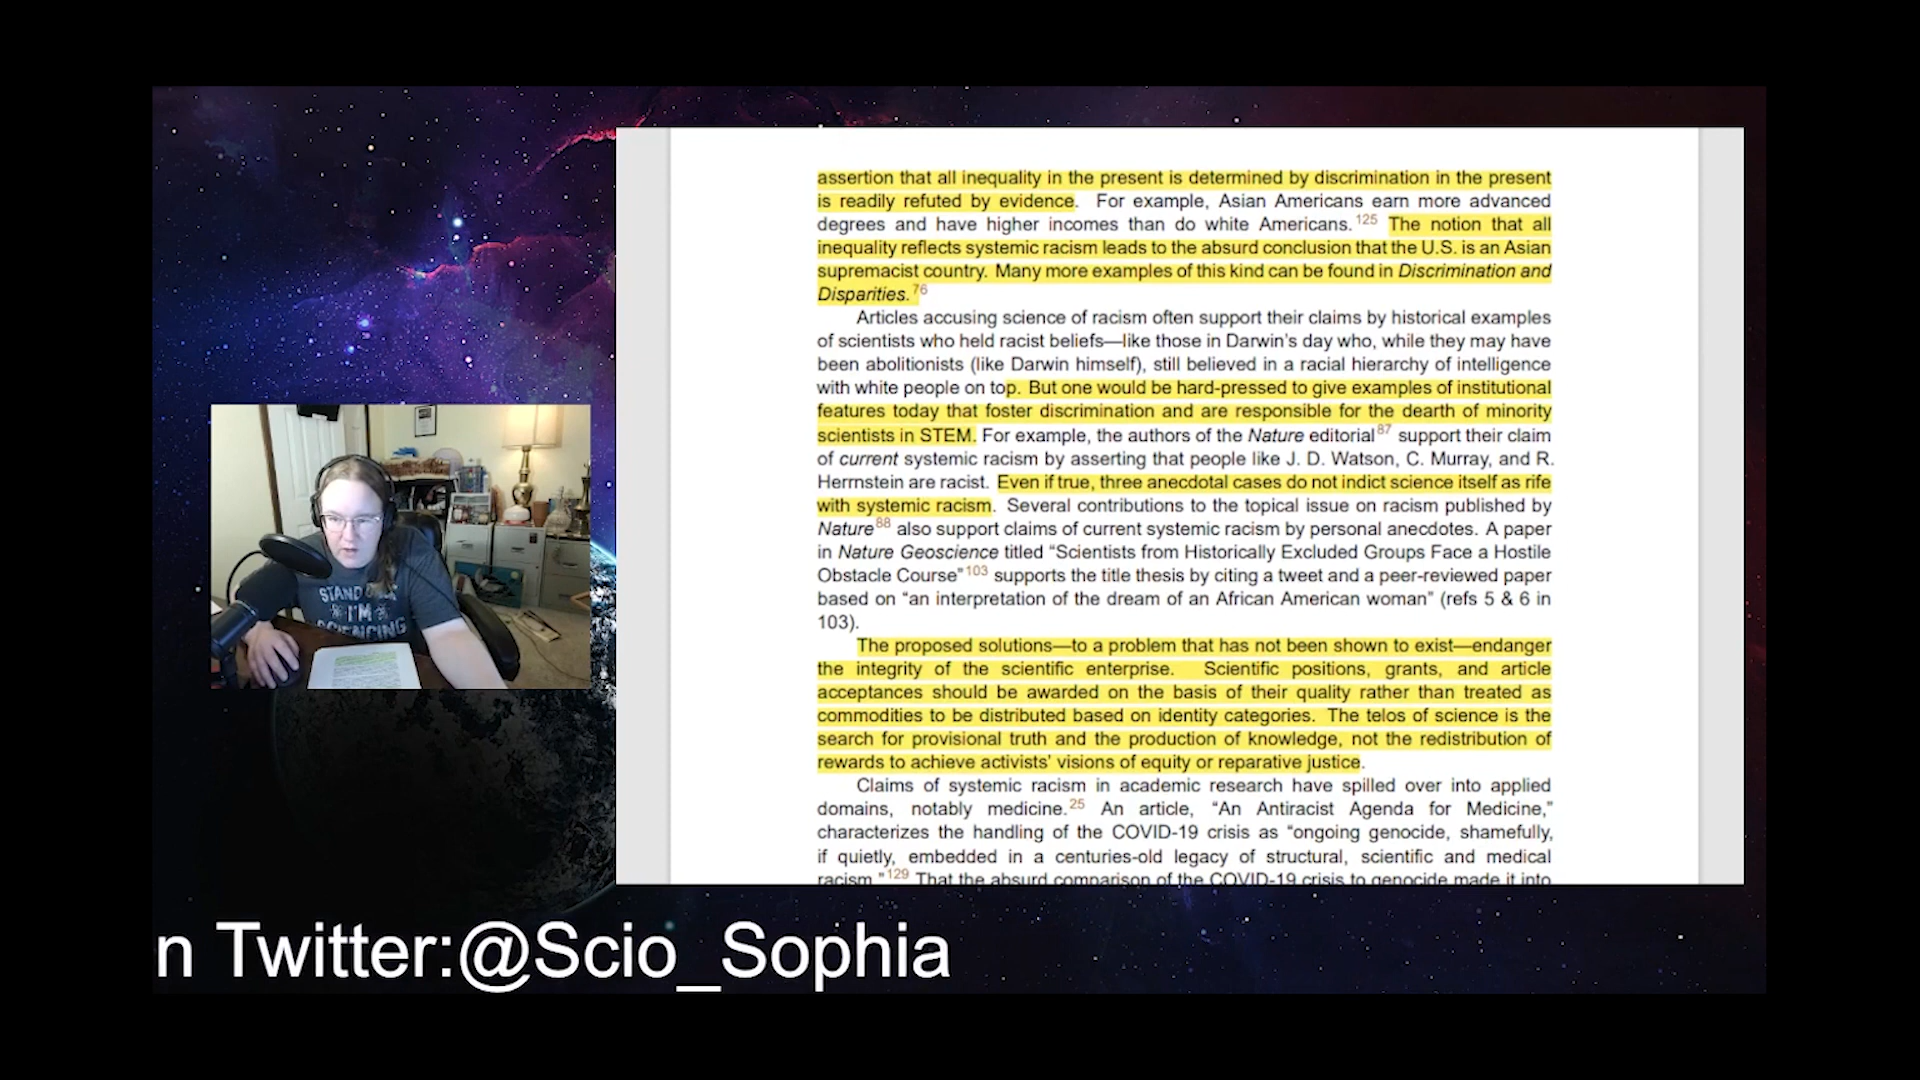 assertion that all inequality in the present is determined by discrimination in the present
is readily refuted by evidence. For example, Asian Americans earn more advanced
degrees and have higher incomes than do white Americans.125 The notion that all
inequality reflects systemic racism leads to the absurd conclusion that the U.S. is an Asian
supremacist country. Many more examples of this kind can be found in Discrimination and
Disparities.76
Articles accusing science of racism often support their claims by historical examples
of scientists who held racist beliefs—like those in Darwin's day who, while they may have
been abolitionists (like Darwin himself), still believed in a racial hierarchy of intelligence
with white people on top. But one would be hard-pressed to give examples of institutional
features today that foster discrimination and are responsible for the dearth of minority
scientists in STEM. For example, the authors of the Nature editorial87 support their claim
of current systemic racism by asserting that people like J. D. Watson, C. Murray, and R.
Herrnstein are racist. Even if true, three anecdotal cases do not indict science itself as rife
with systemic racism. Several contributions to the topical issue on racism published by
Nature88 also support claims of current systemic racism by personal anecdotes. A paper
in Nature Geoscience titled “Scientists from Historically Excluded Groups Face a Hostile
Obstacle Course”103 supports the title thesis by citing a tweet and a peer-reviewed paper
based on “an interpretation of the dream of an African American woman” (refs 5 & 6 in
103).
The proposed solutions—to a problem that has not been shown to exist—endanger
the integrity of the scientific enterprise. Scientific positions, grants, and article
acceptances should be awarded on the basis of their quality rather than treated as
commodities to be distributed based on identity categories. The telos of science is the
search for provisional truth and the production of knowledge, not the redistribution of
rewards to achieve activists' visions of equity or reparative justice.
Claims of systemic racism in academic research have spilled over into applied
domains, notably medicine.25 An article, “An Antiracist Agenda for Medicine,”
characterizes the handling of the COVID-19 crisis as “ongoing genocide, shamefully,
if quietly, embedded in a centuries-old legacy of structural, scientific and medical
racism.”129 That the absurd comparison of the COVID-19 crisis to genocide made it into
STAND
I'M
SCIENCING
n Twitter:@Scio_Sophia